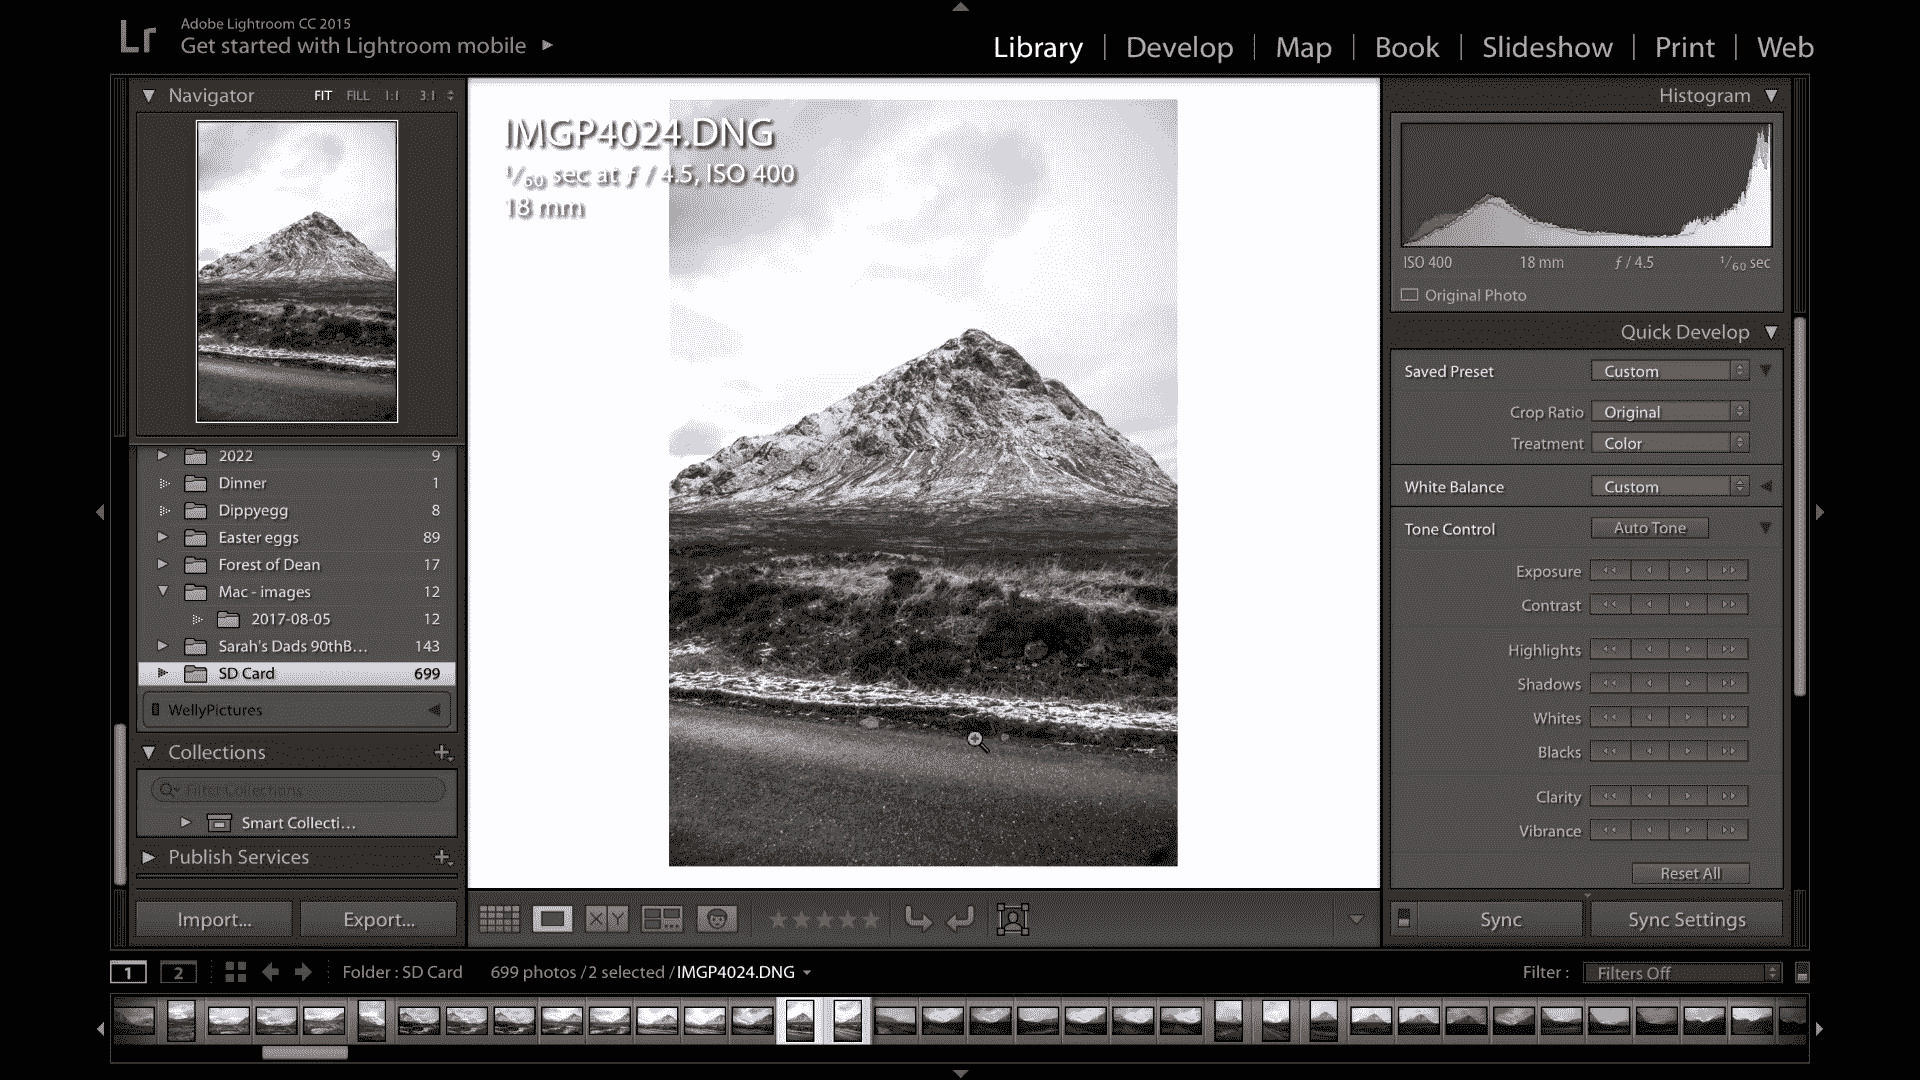 Lr
Adobe Lightroom CC 2015
Get started with Lightroom mobile
Library | Develop | Map | Book | Slideshow | Print | Web
Navigator FIT FILL 1:1 3:1
2022 9
Dinner 1
Dippyegg 8
Easter eggs 89
Forest of Dean 17
Mac - images 12
2017-08-05 12
Sarah's Dads 90thB... 143
SD Card 699
WellyPictures
Collections
Filter Collections
Smart Collecti...
Publish Services
Import... Export...
IMGP4024.DNG
1/60 sec at ƒ / 4.5, ISO 400
18 mm
X Y
Histogram
ISO 400 18 mm ƒ / 4.5 1/60 sec
Original Photo
Quick Develop
Saved Preset Custom
Crop Ratio Original
Treatment Color
White Balance Custom
Tone Control Auto Tone
Exposure
Contrast
Highlights
Shadows
Whites
Blacks
Clarity
Vibrance
Reset All
Sync Sync Settings
1 2 Folder : SD Card 699 photos / 2 selected / IMGP4024.DNG Filter : Filters Off